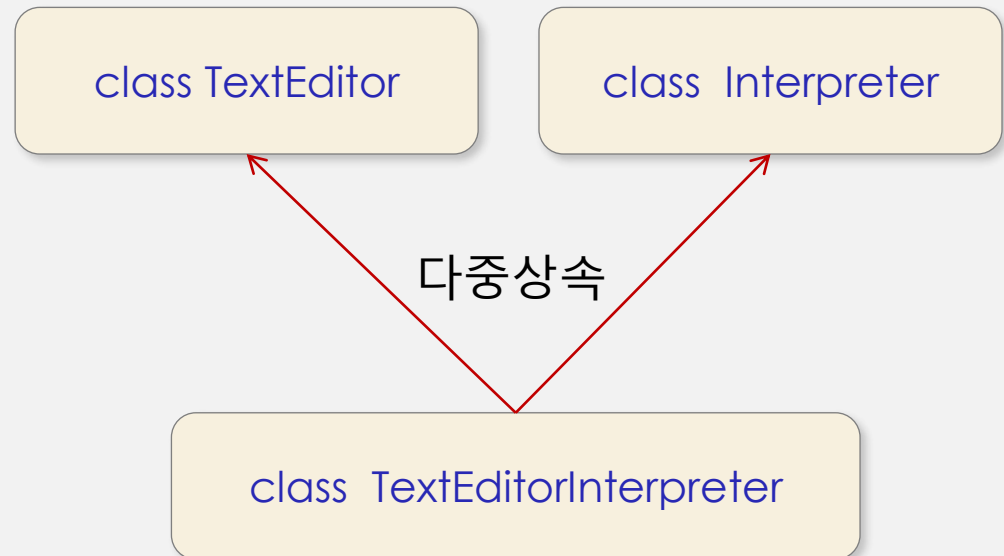 class TextEditor
class Interpreter
다중상속
class TextEditorInterpreter